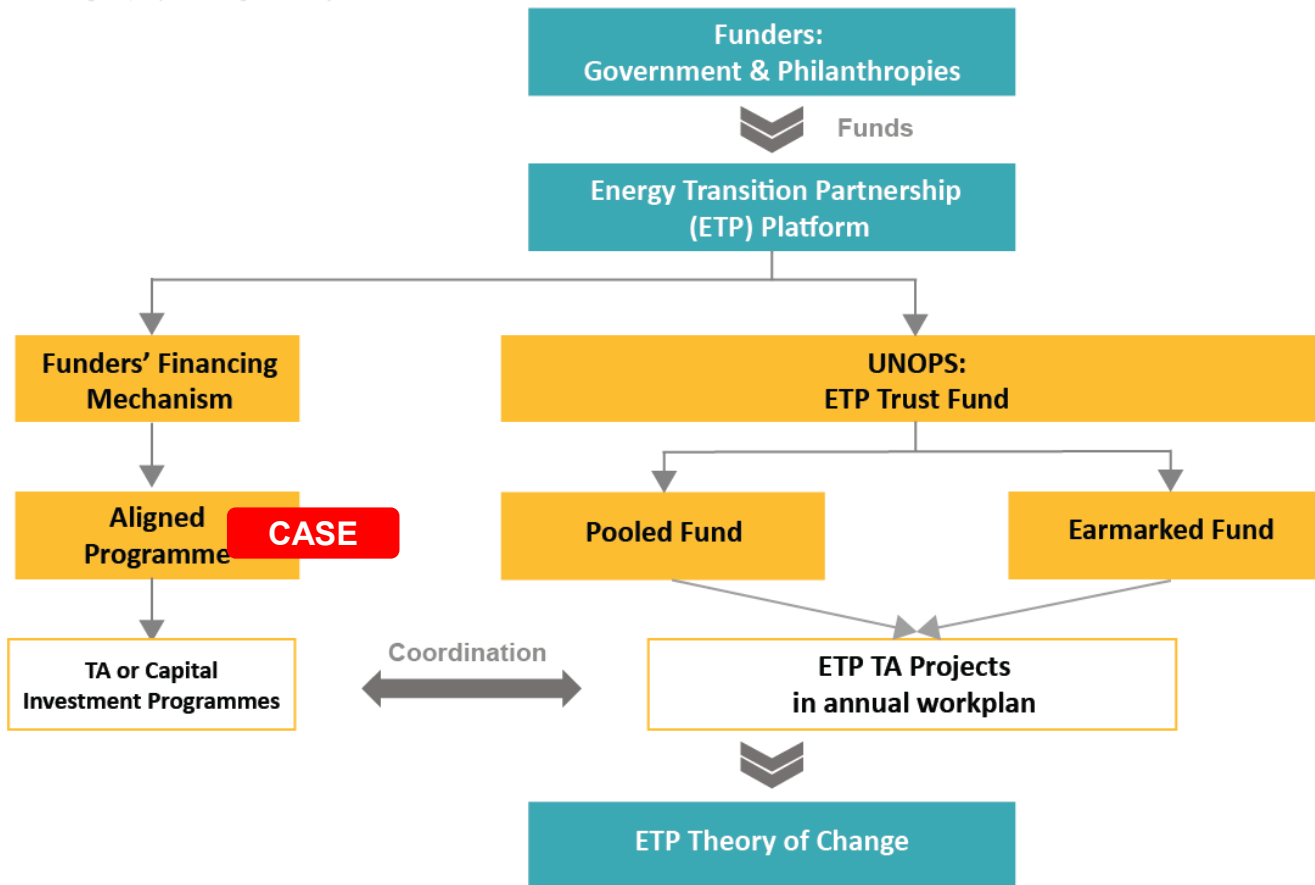 Funders:
Government & Philanthropies
Funds
Energy Transition Partnership
(ETP) Platform
Funders’ Financing
Mechanism
UNOPS:
ETP Trust Fund
Aligned
Programme
CASE
Pooled Fund
Earmarked Fund
TA or Capital
Investment Programmes
Coordination
ETP TA Projects
in annual workplan
ETP Theory of Change